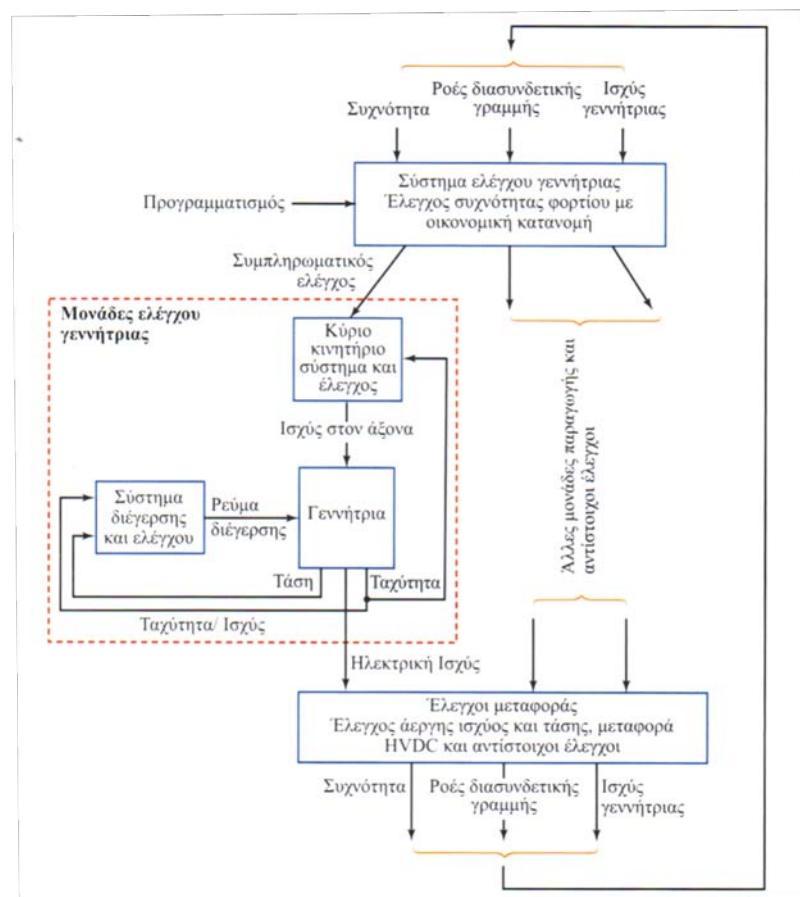 Συχνότητα
Ροές διασυνδετικής
γραμμής
Ισχύς
γεννήτριας
Προγραμματισμός
Σύστημα ελέγχου γεννήτριας
Έλεγχος συχνότητας φορτίου με
οικονομική κατανομή
Συμπληρωματικός
ελέγχος
Μονάδες ελέγχου
γεννήτριας
Κύριο
κινητήριο
σύστημα και
έλεγχος
Ισχύς στον άξονα
Άλλες μονάδες παραγωγής και
αντίστοιχοι έλεγχοι
Σύστημα
διέγερσης
και ελέγχου
Ρεύμα
διέγερσης
Γεννήτρια
Τάση
Ταχύτητα
Ταχύτητα/ Ισχύς
Ηλεκτρική Ισχύς
Έλεγχοι μεταφοράς
Έλεγχος άεργης ισχύος και τάσης, μεταφορά
HVDC και αντίστοιχοι έλεγχοι
Συχνότητα
Ροές διασυνδετικής
γραμμής
Ισχύς
γεννήτριας